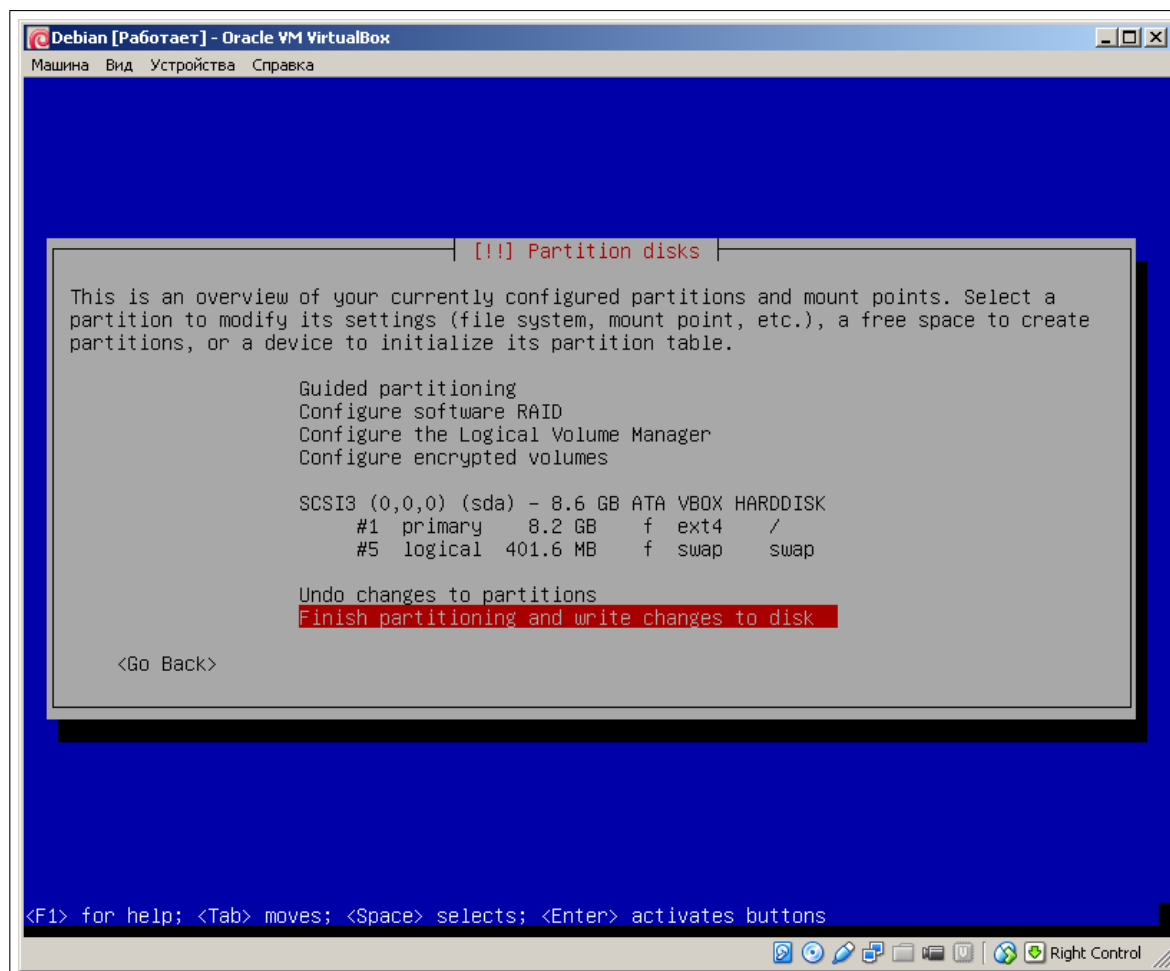 Debian [Работает] - Oracle VM VirtualBox
Машина Вид Устройства Справка
[!!] Partition disks
This is an overview of your currently configured partitions and mount points. Select a
partition to modify its settings (file system, mount point, etc.), a free space to create
partitions, or a device to initialize its partition table.
Guided partitioning
Configure software RAID
Configure the Logical Volume Manager
Configure encrypted volumes
SCSI3 (0,0,0) (sda) - 8.6 GB ATA VBOX HARDDISK
#1 primary 8.2 GB f ext4 /
#5 logical 401.6 MB f swap swap
Undo changes to partitions
Finish partitioning and write changes to disk
<Go Back>
<F1> for help; <Tab> moves; <Space> selects; <Enter> activates buttons
Right Control